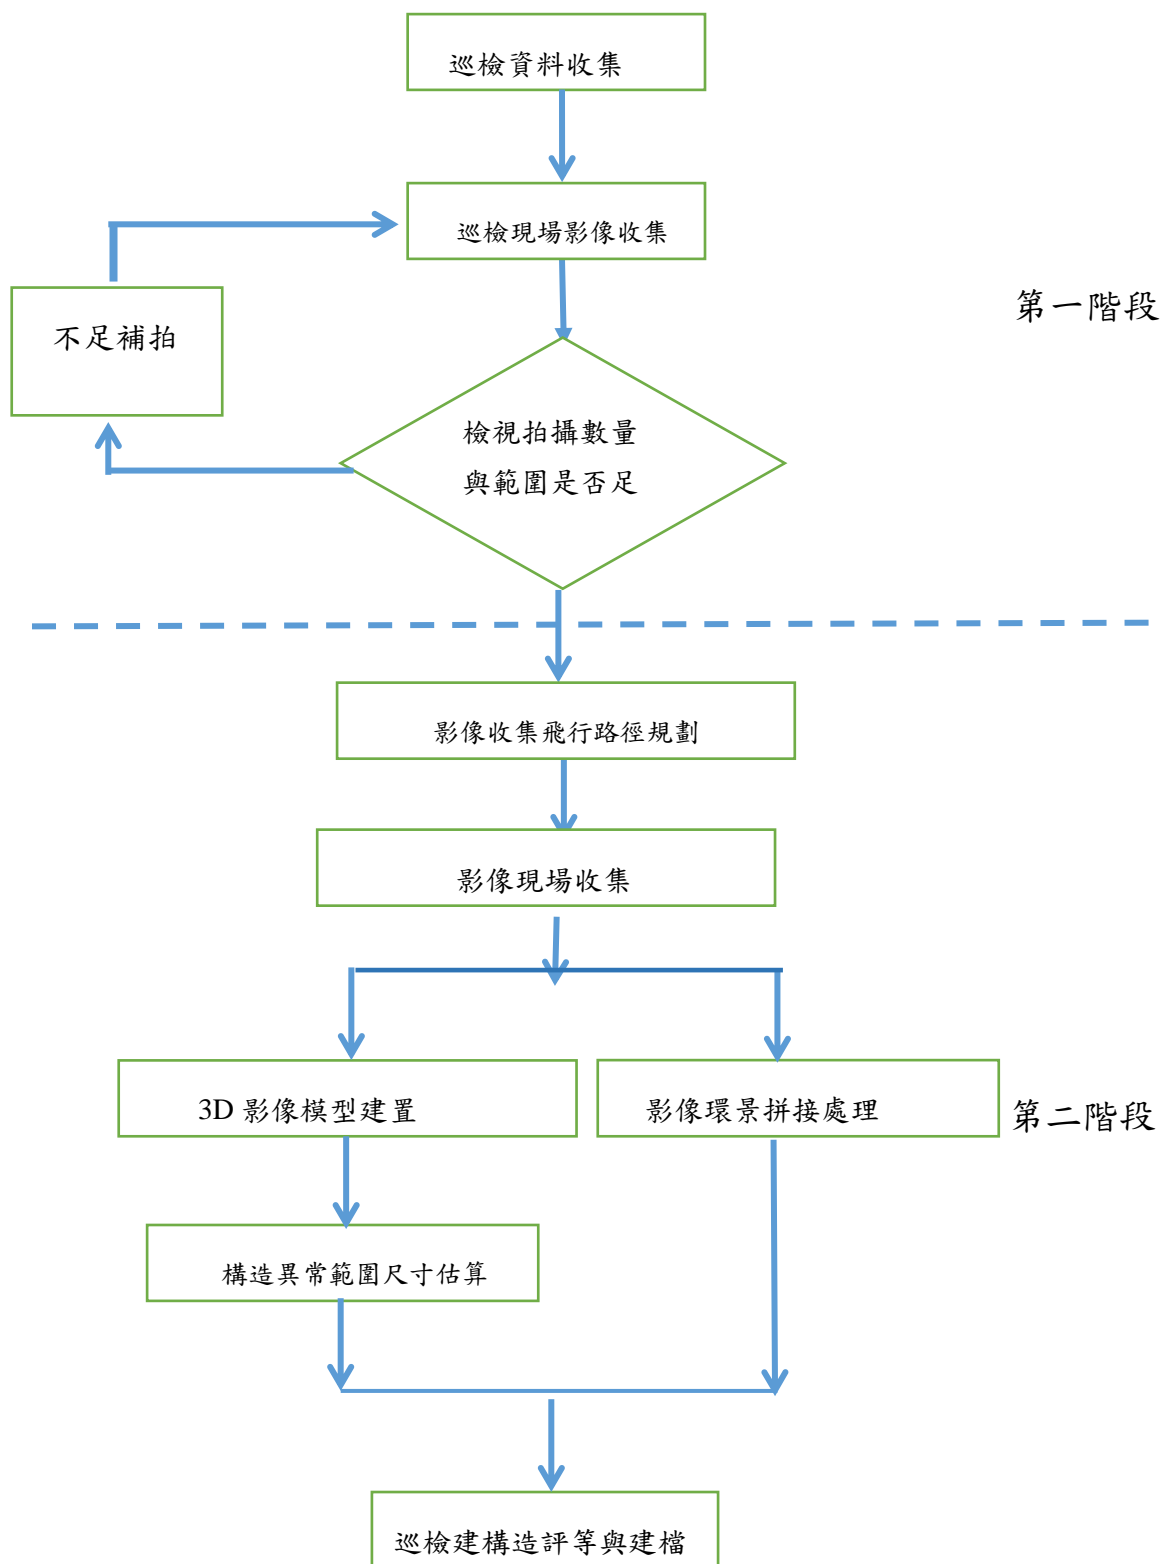 巡檢資料收集
巡檢現場影像收集
第一階段
不足補拍
檢視拍攝數量
與範圍是否足
影像收集飛行路徑規劃
影像現場收集
3D 影像模型建置
影像環景拼接處理
第二階段
構造異常範圍尺寸估算
巡檢建構造評等與建檔